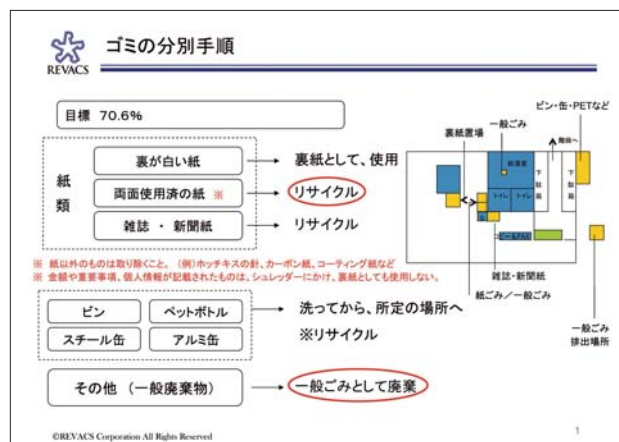 REVACS
ゴミの分別手順
目標 70.6%
紙類
裏が白い紙
裏紙として、使用
両面使用済の紙 ※
リサイクル
雑誌 ・ 新聞紙
リサイクル
※ 紙以外のものは取り除くこと。 (例)ホッチキスの針、カーボン紙、コーティング紙など
※ 金額や重要事項、個人情報が記載されたものは、シュレッダーにかけ、裏紙としても使用しない。
ビン
ペットボトル
スチール缶
アルミ缶
洗ってから、所定の場所へ
※リサイクル
その他 (一般廃棄物)
一般ごみとして廃棄
ビン・缶・PETなど
一般ごみ
裏紙置場
階段へ
給湯室
下駄箱
下駄箱
トイレ
トイレ
雑誌・新聞紙
紙ごみ/一般ごみ
一般ごみ
排出場所
©REVACS Corporation All Rights Reserved
1